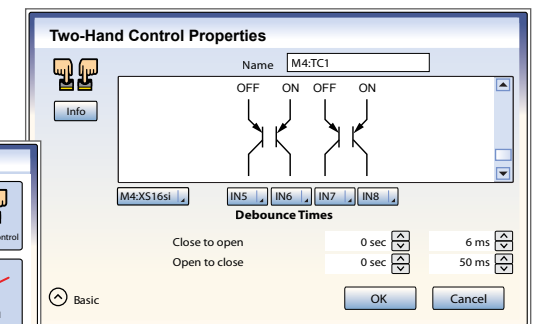 Two-Hand Control Properties
Name M4:TC1
OFF ON OFF ON
Info
M4:XS16si IN5 IN6 IN7 IN8
Debounce Times
Close to open 0 sec 6 ms
Open to close 0 sec 50 ms
Basic OK Cancel